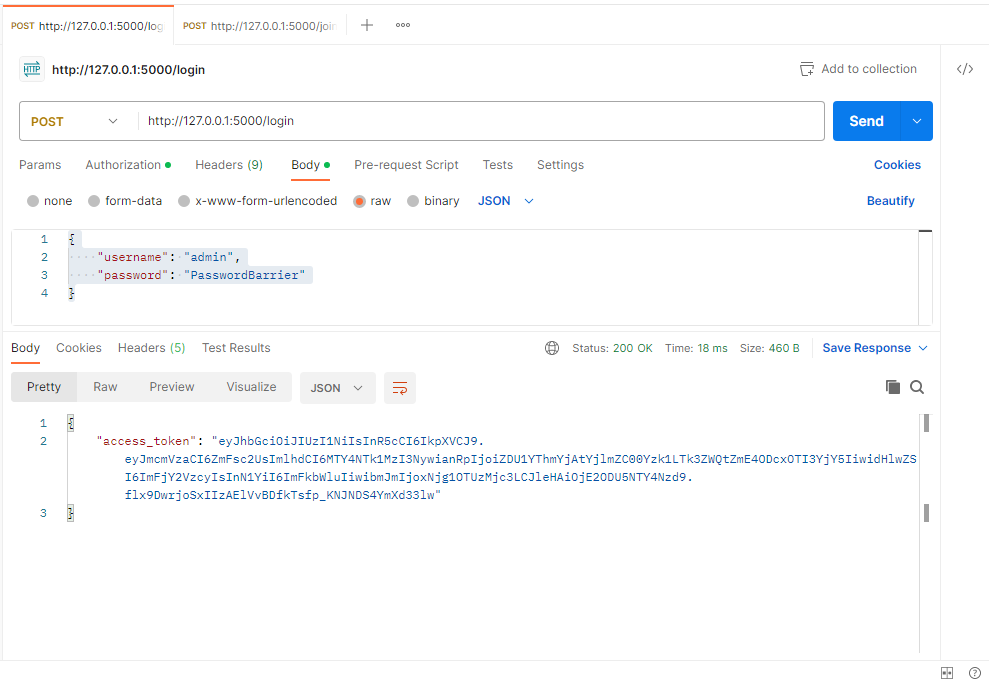 POST http://127.0.0.1:5000/log POST http://127.0.0.1:5000/join
HTTP http://127.0.0.1:5000/login Add to collection </>
POST http://127.0.0.1:5000/login Send
Params Authorization Headers (9) Body Pre-request Script Tests Settings Cookies
none form-data x-www-form-urlencoded raw binary JSON Beautify
1 {
2 "username": "admin",
3 "password": "PasswordBarrier"
4 }
Body Cookies Headers (5) Test Results Status: 200 OK Time: 18 ms Size: 460 B Save Response
Pretty Raw Preview Visualize JSON
1 {
2 "access_token": "eyJhbGciOiJIUzI1NiIsInR5cCI6IkpXVCJ9.
eyJmcmVzaCI6ZmFsc2UsImlhdCI6MTY4NTk1MzI3NywianRpIjoiZDU1YThmYjAtYjlmZC00Yzk1LTk3ZWQtZmE4ODcxOTI3YjY5IiwidHlwZS
I6ImFjY2VzcyIsInN1YiI6ImFkbWluIiwibmJmIjoxNjg1OTUzMjc3LCJleHAiOjE2ODU5NTY4Nzd9.
flx9DwrjoSxIIzAElVvBDfkTsfp_KNJNDS4YmXd33lw"
3 }